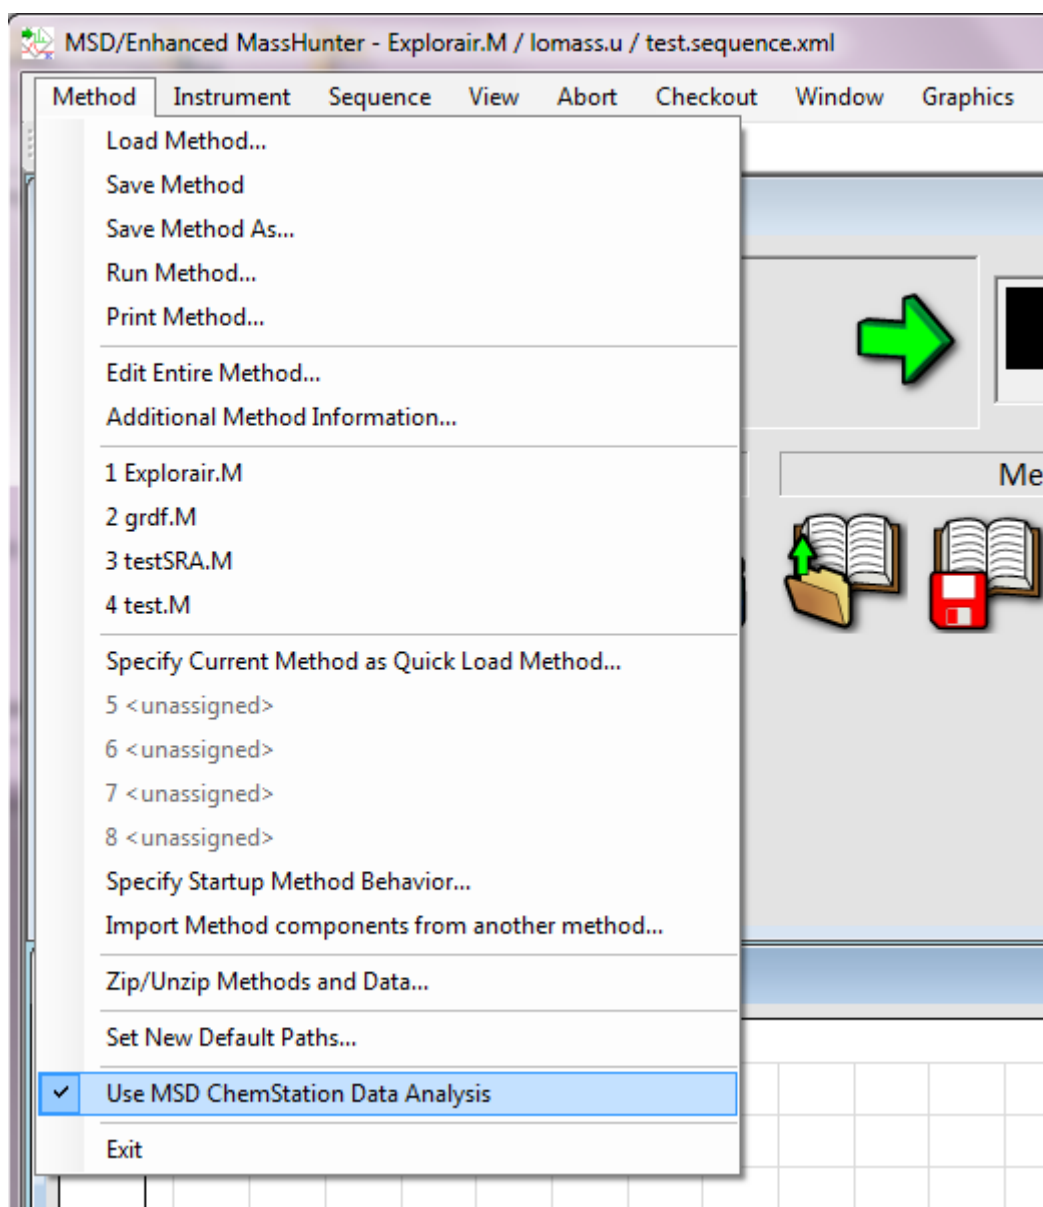 MSD/Enhanced MassHunter - Explorair.M / lomass.u / test.sequence.xml
Method Instrument Sequence View Abort Checkout Window Graphics
Load Method...
Save Method
Save Method As...
Run Method...
Print Method...
Edit Entire Method...
Additional Method Information...
1 Explorair.M
2 grdf.M
3 testSRA.M
4 test.M
Me
Specify Current Method as Quick Load Method...
5 <unassigned>
6 <unassigned>
7 <unassigned>
8 <unassigned>
Specify Startup Method Behavior...
Import Method components from another method...
Zip/Unzip Methods and Data...
Set New Default Paths...
Use MSD ChemStation Data Analysis
Exit